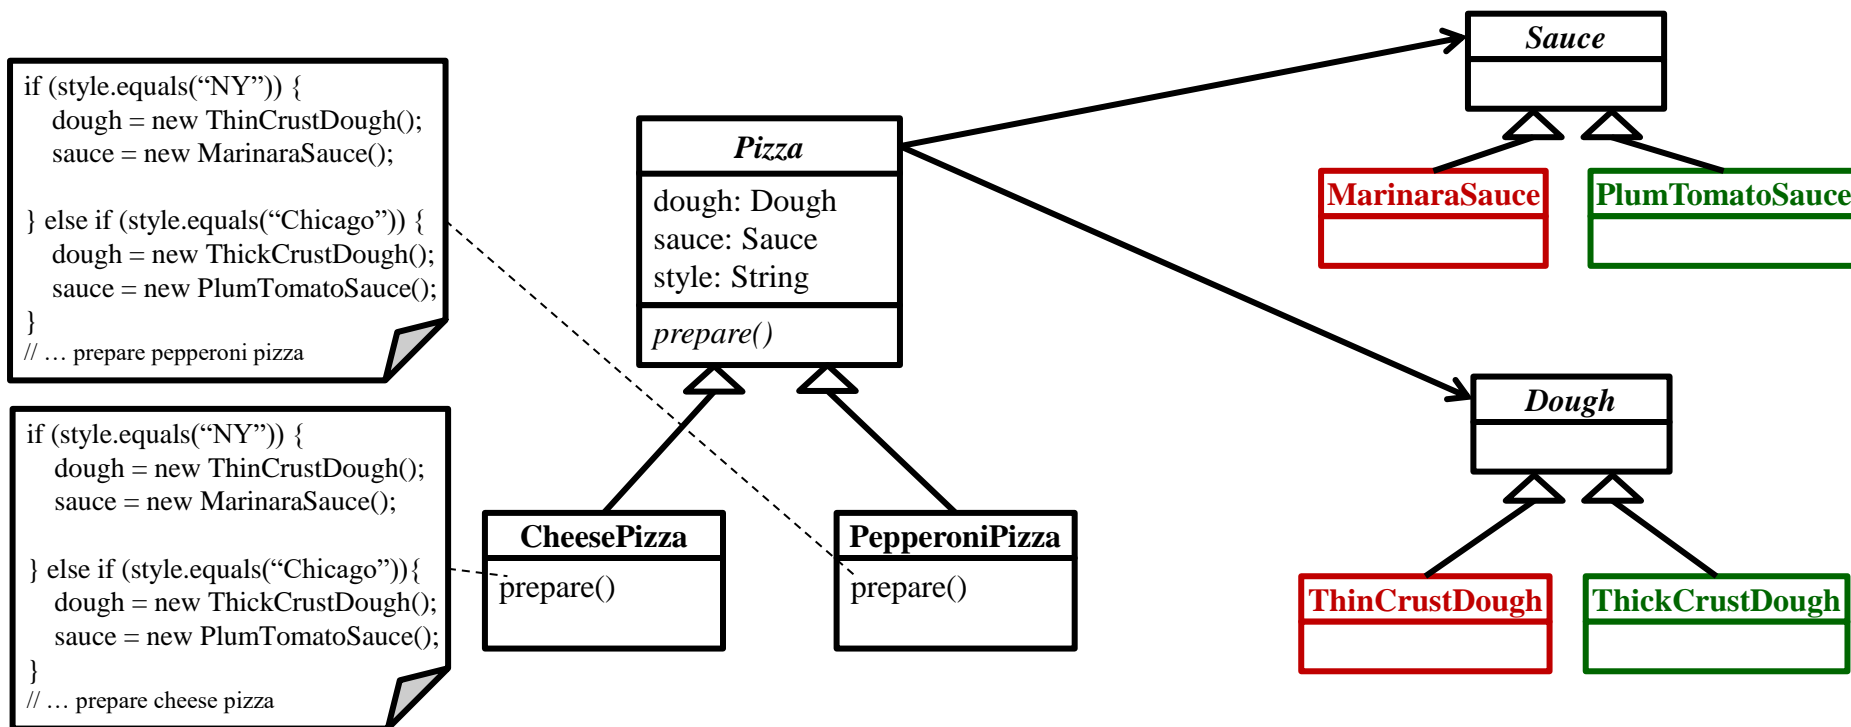 if (style.equals(“NY”)) {
dough = new ThinCrustDough();
sauce = new MarinaraSauce();
} else if (style.equals(“Chicago”)) {
dough = new ThickCrustDough();
sauce = new PlumTomatoSauce();
}
// … prepare pepperoni pizza
if (style.equals(“NY”)) {
dough = new ThinCrustDough();
sauce = new MarinaraSauce();
} else if (style.equals(“Chicago”)){
dough = new ThickCrustDough();
sauce = new PlumTomatoSauce();
}
// … prepare cheese pizza
Pizza
dough: Dough
sauce: Sauce
style: String
prepare()
CheesePizza
prepare()
PepperoniPizza
prepare()
Sauce
MarinaraSauce
PlumTomatoSauce
Dough
ThinCrustDough
ThickCrustDough